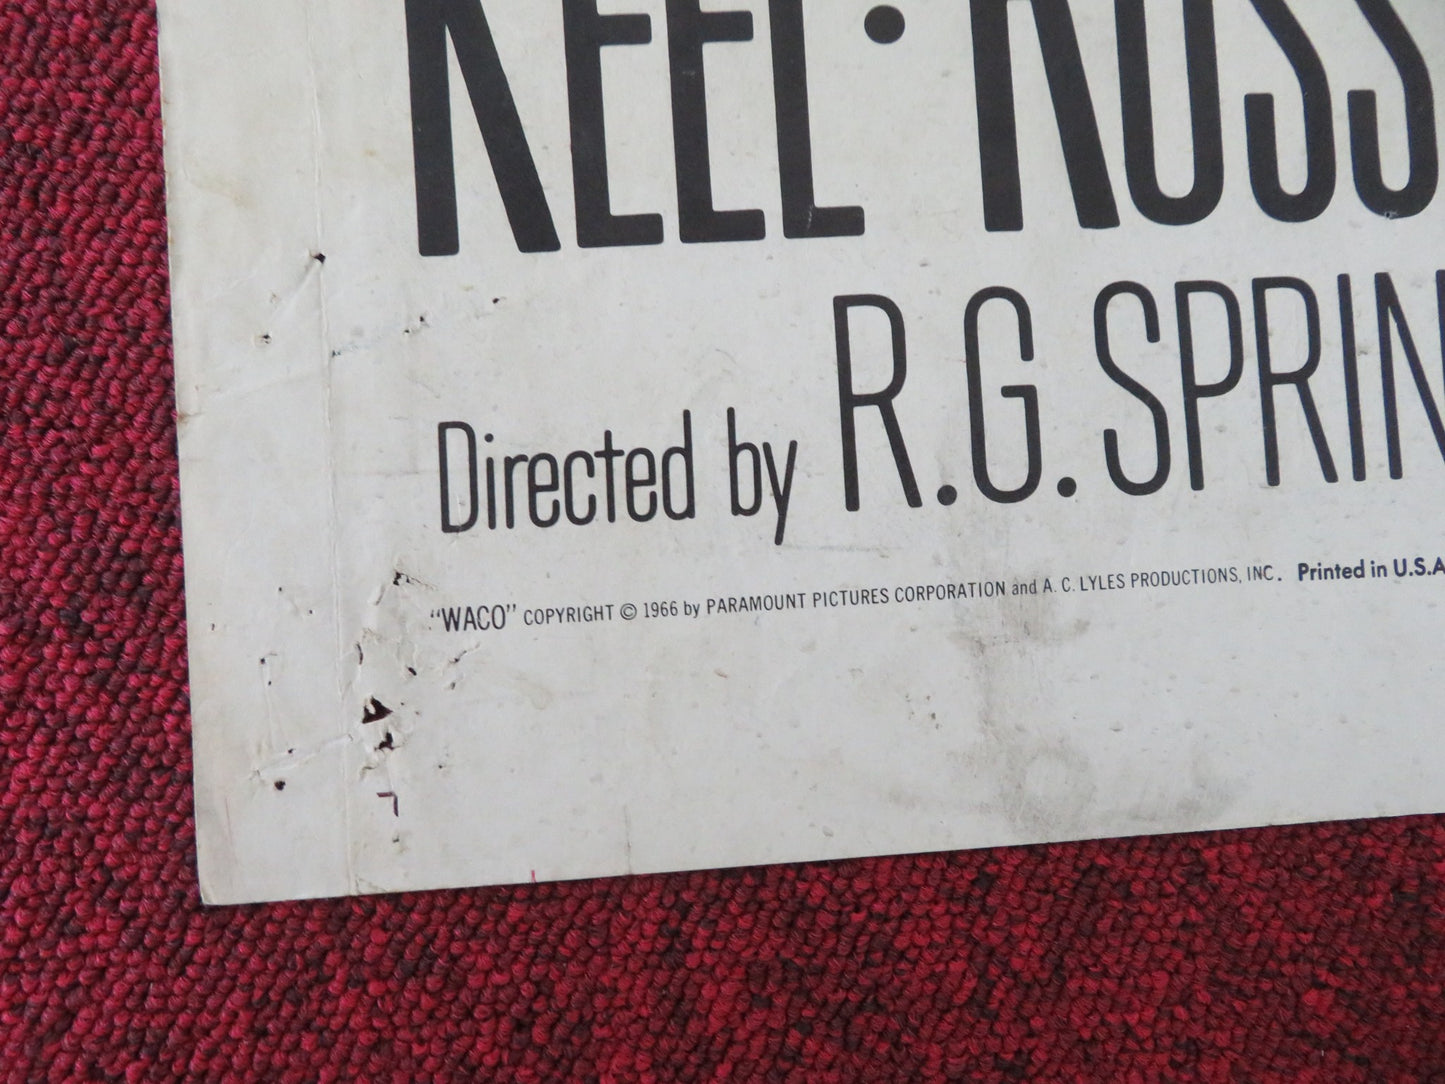 KEEL · RUSS
Directed by R.G. SPRIN
"WACO" COPYRIGHT © 1966 by PARAMOUNT PICTURES CORPORATION and A. C. LYLES PRODUCTIONS, INC. Printed in U.S.A